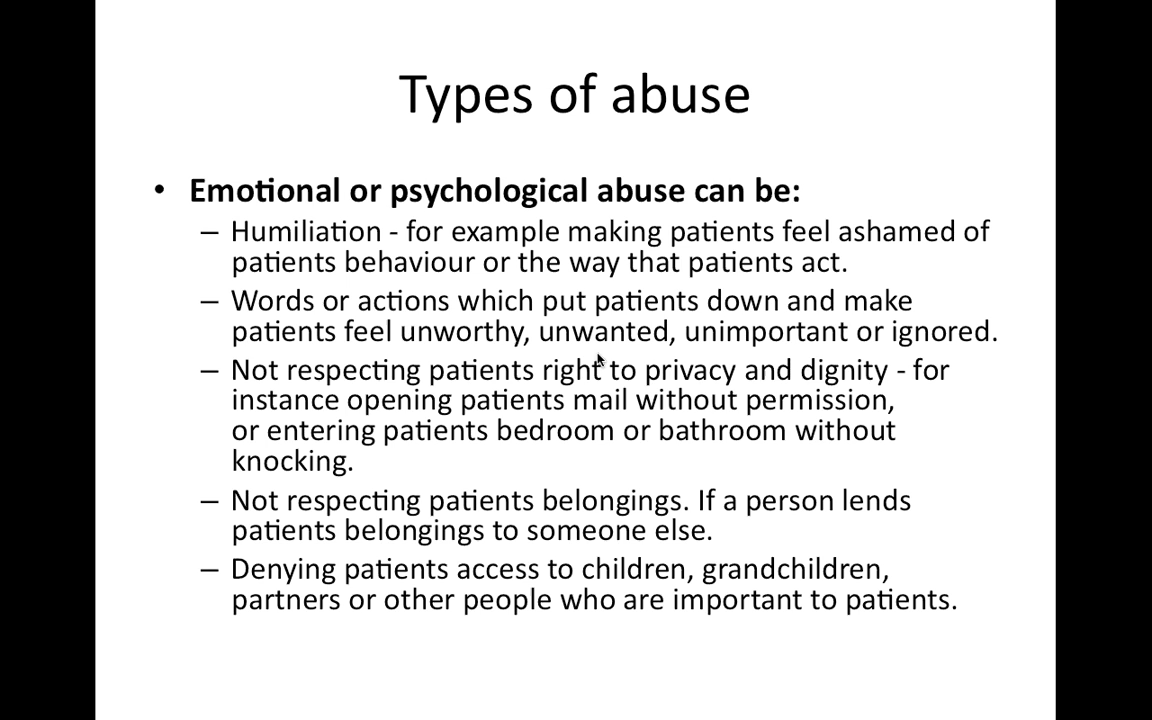 Types of abuse
• Emotional or psychological abuse can be:
– Humiliation - for example making patients feel ashamed of
patients behaviour or the way that patients act.
– Words or actions which put patients down and make
patients feel unworthy, unwanted, unimportant or ignored.
– Not respecting patients right to privacy and dignity - for
instance opening patients mail without permission,
or entering patients bedroom or bathroom without
knocking.
– Not respecting patients belongings. If a person lends
patients belongings to someone else.
– Denying patients access to children, grandchildren,
partners or other people who are important to patients.